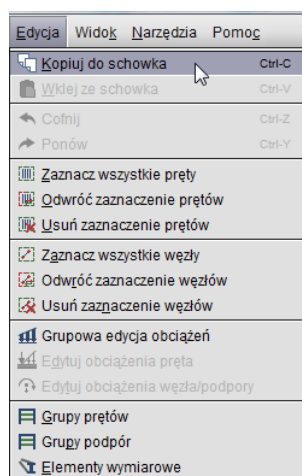 Edycja Widok Narzędzia Pomoc
Kopiuj do schowka Ctrl-C
Wklej ze schowka Ctrl-V
Cofnij Ctrl-Z
Ponów Ctrl-Y
Zaznacz wszystkie pręty
Odwróć zaznaczenie prętów
Usuń zaznaczenie prętów
Zaznacz wszystkie węzły
Odwróć zaznaczenie węzłów
Usuń zaznaczenie węzłów
Grupowa edycja obciążeń
Edytuj obciążenia pręta
Edytuj obciążenia węzła/podpory
Grupy prętów
Grupy podpór
Elementy wymiarowe